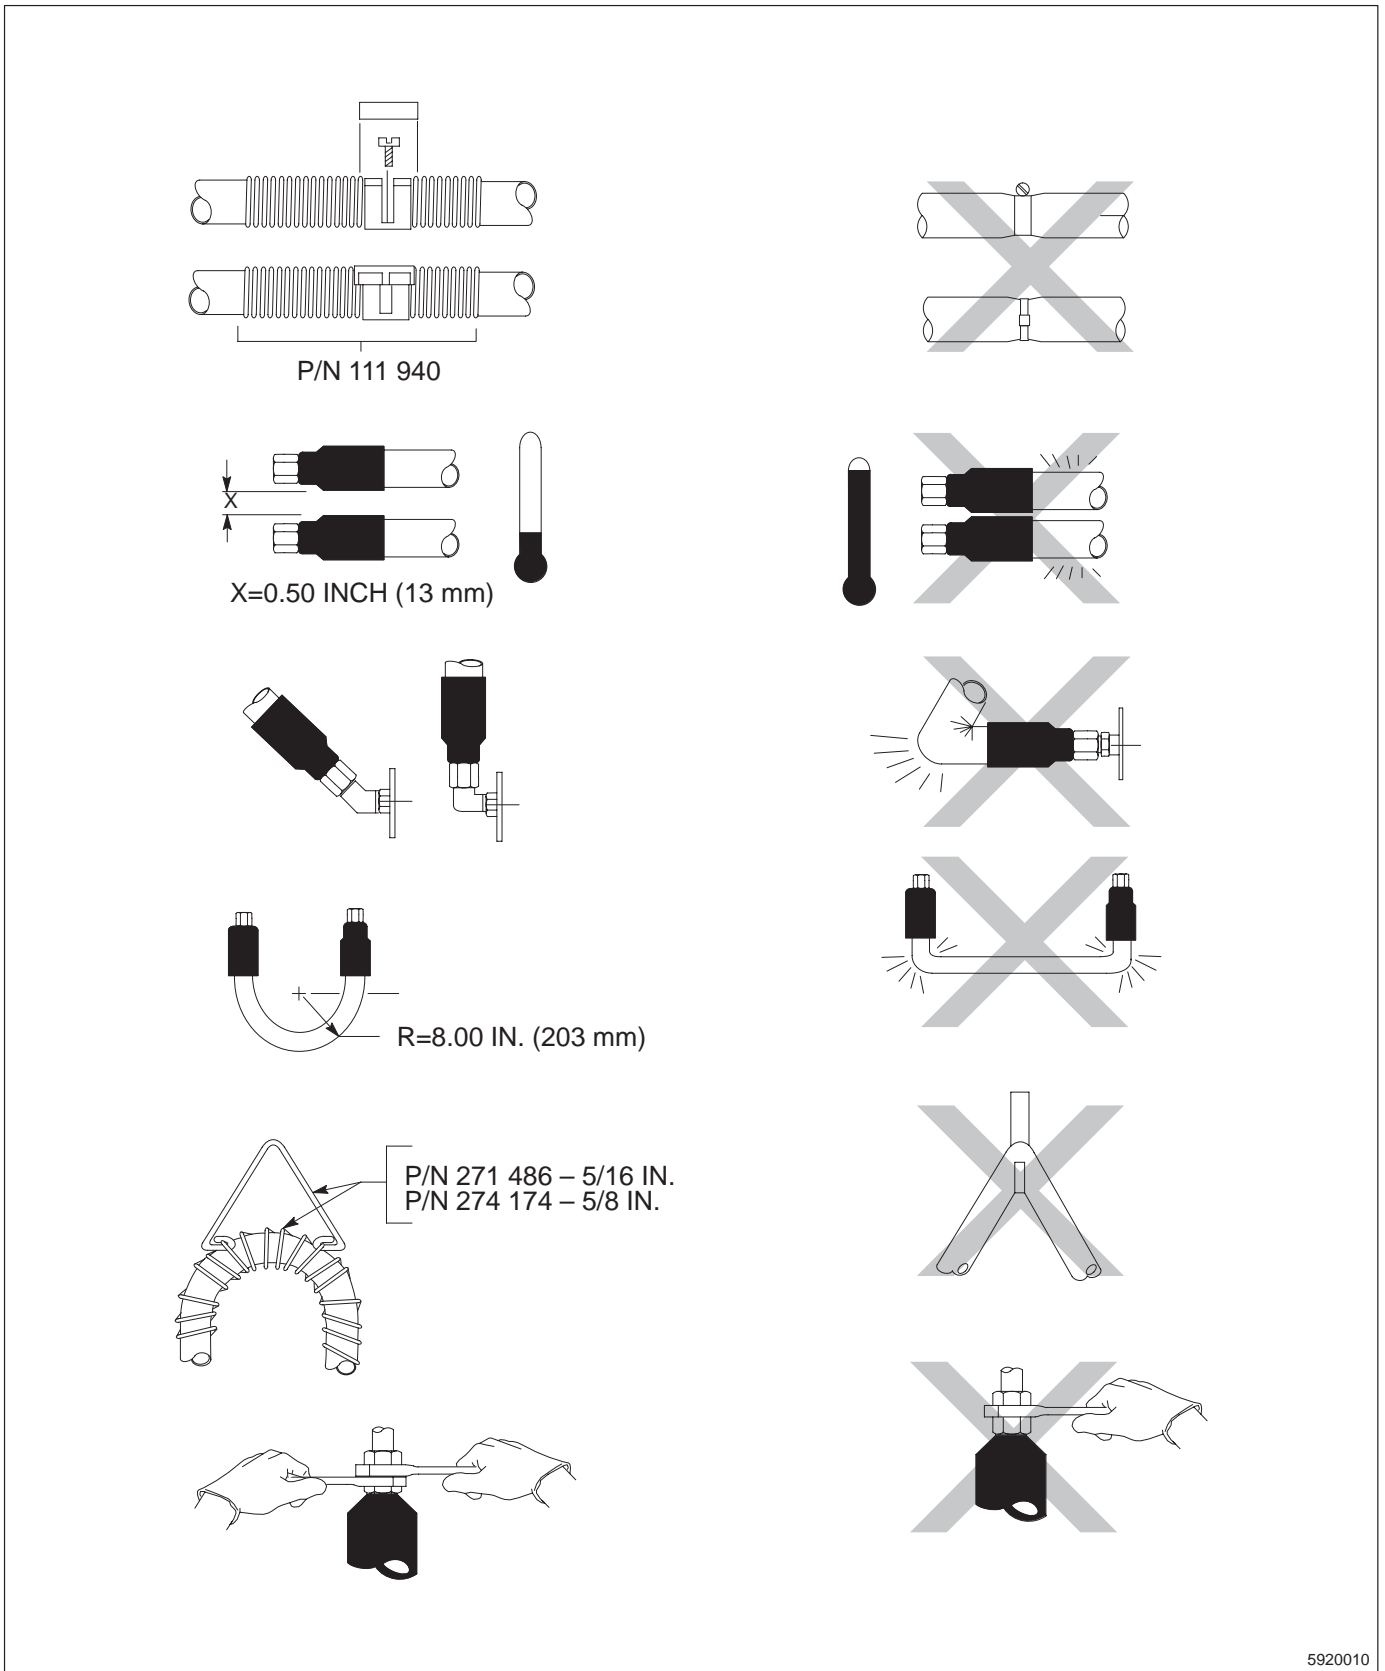 P/N 111 940
X
X=0.50 INCH (13 mm)
R=8.00 IN. (203 mm)
P/N 271 486 – 5/16 IN.
P/N 274 174 – 5/8 IN.
5920010